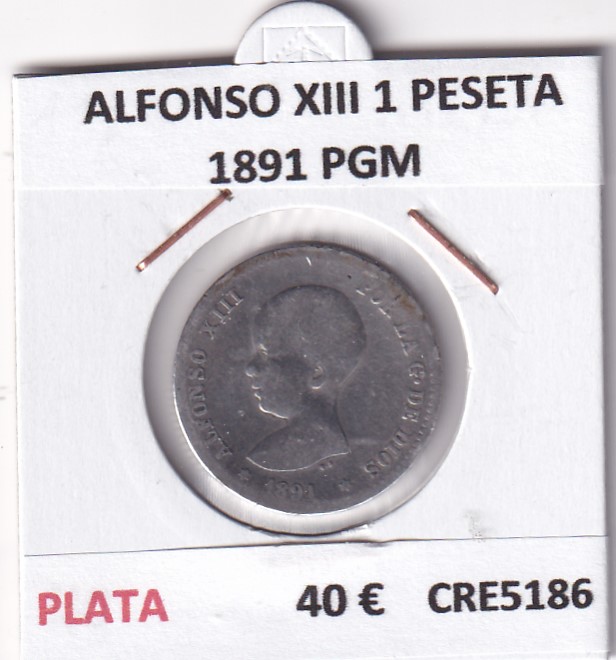 ALFONSO XIII 1 PESETA
1891 PGM
ALFONSO XIII POR LA G. DE DIOS
* 1891 *
PLATA 40 € CRE5186